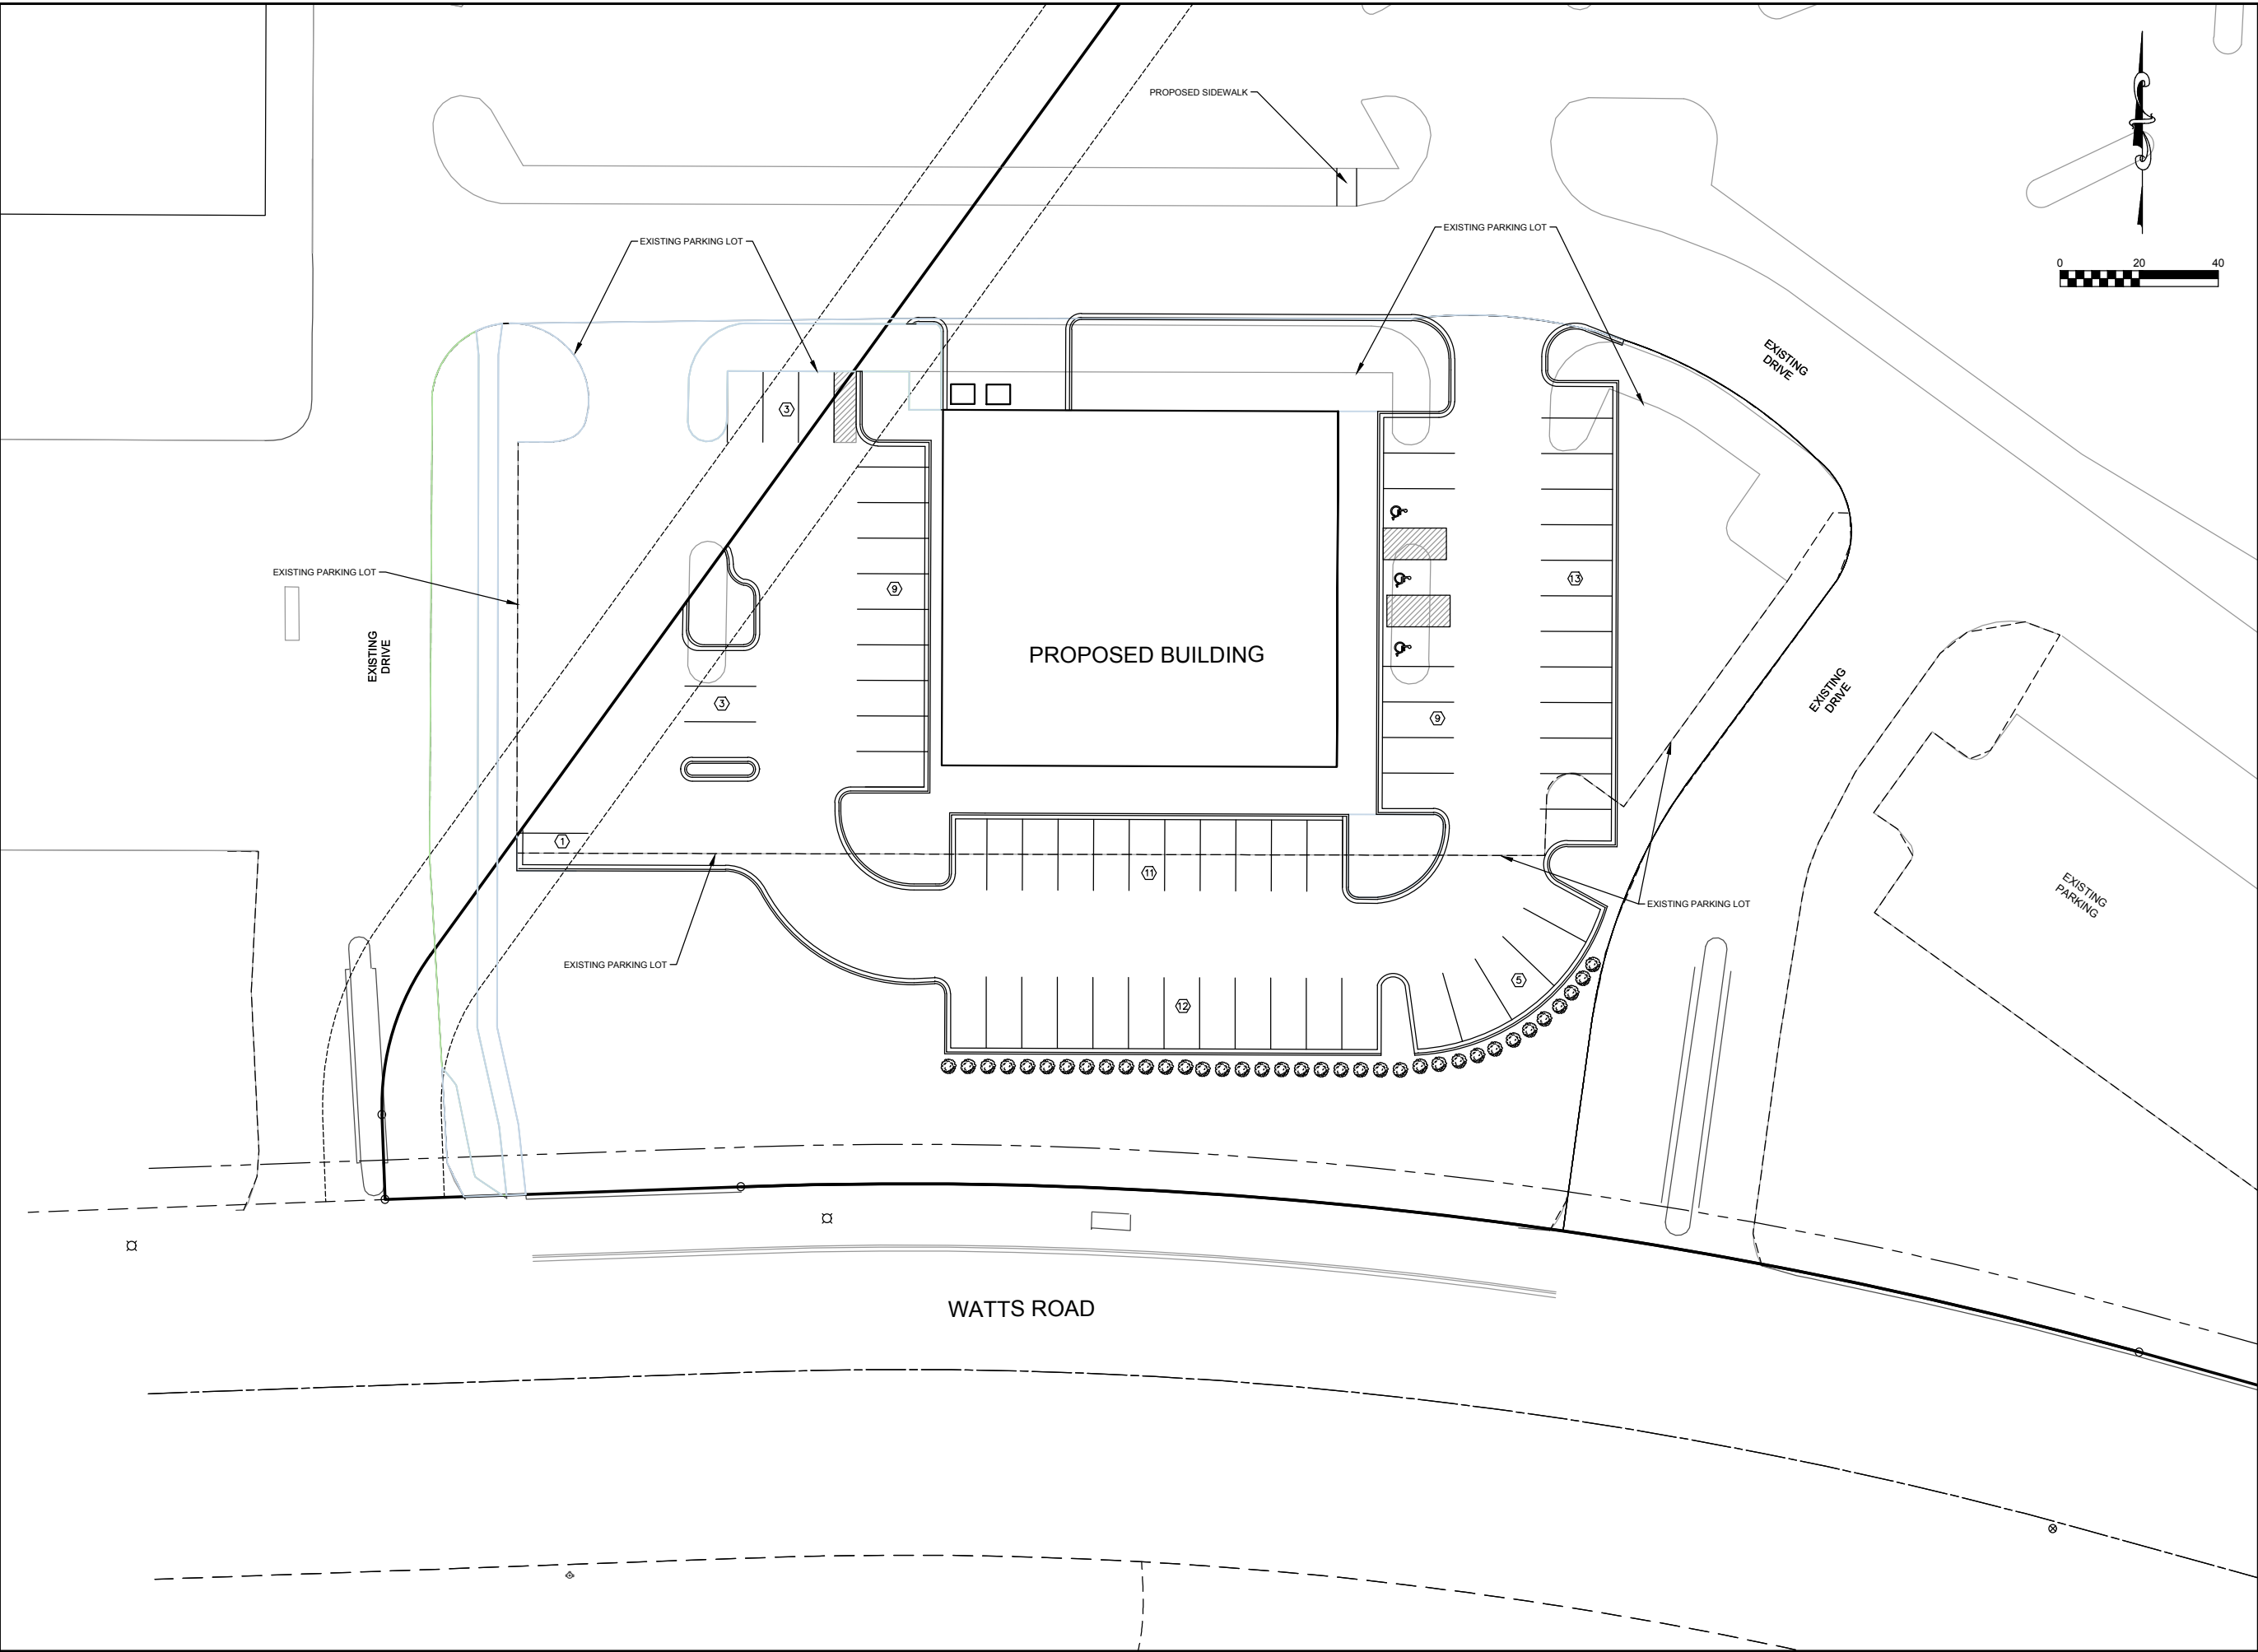 PROPOSED SIDEWALK
EXISTING PARKING LOT
EXISTING PARKING LOT
0 20 40
EXISTING
DRIVE
3
EXISTING PARKING LOT
9
13
EXISTING
DRIVE
PROPOSED BUILDING
EXISTING
DRIVE
3
9
1
11
EXISTING PARKING LOT
EXISTING
PARKING
EXISTING PARKING LOT
5
12
WATTS ROAD